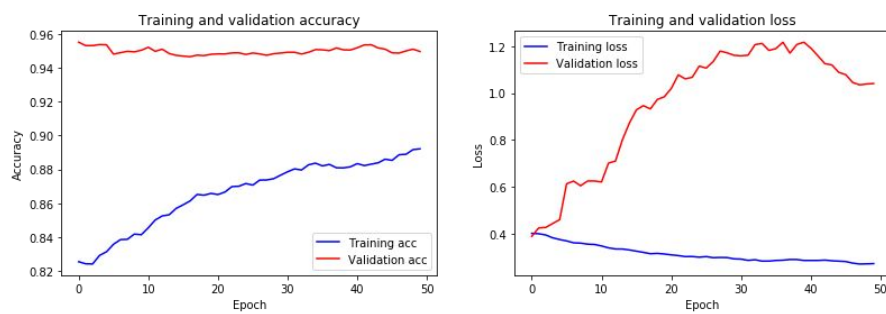 Training and validation accuracy
0.96
0.94
0.92
0.90
0.88
0.86
0.84
0.82
Accuracy
Training acc
Validation acc
0 10 20 30 40 50
Epoch
Training and validation loss
Training loss
Validation loss
1.2
1.0
0.8
0.6
0.4
Loss
0 10 20 30 40 50
Epoch